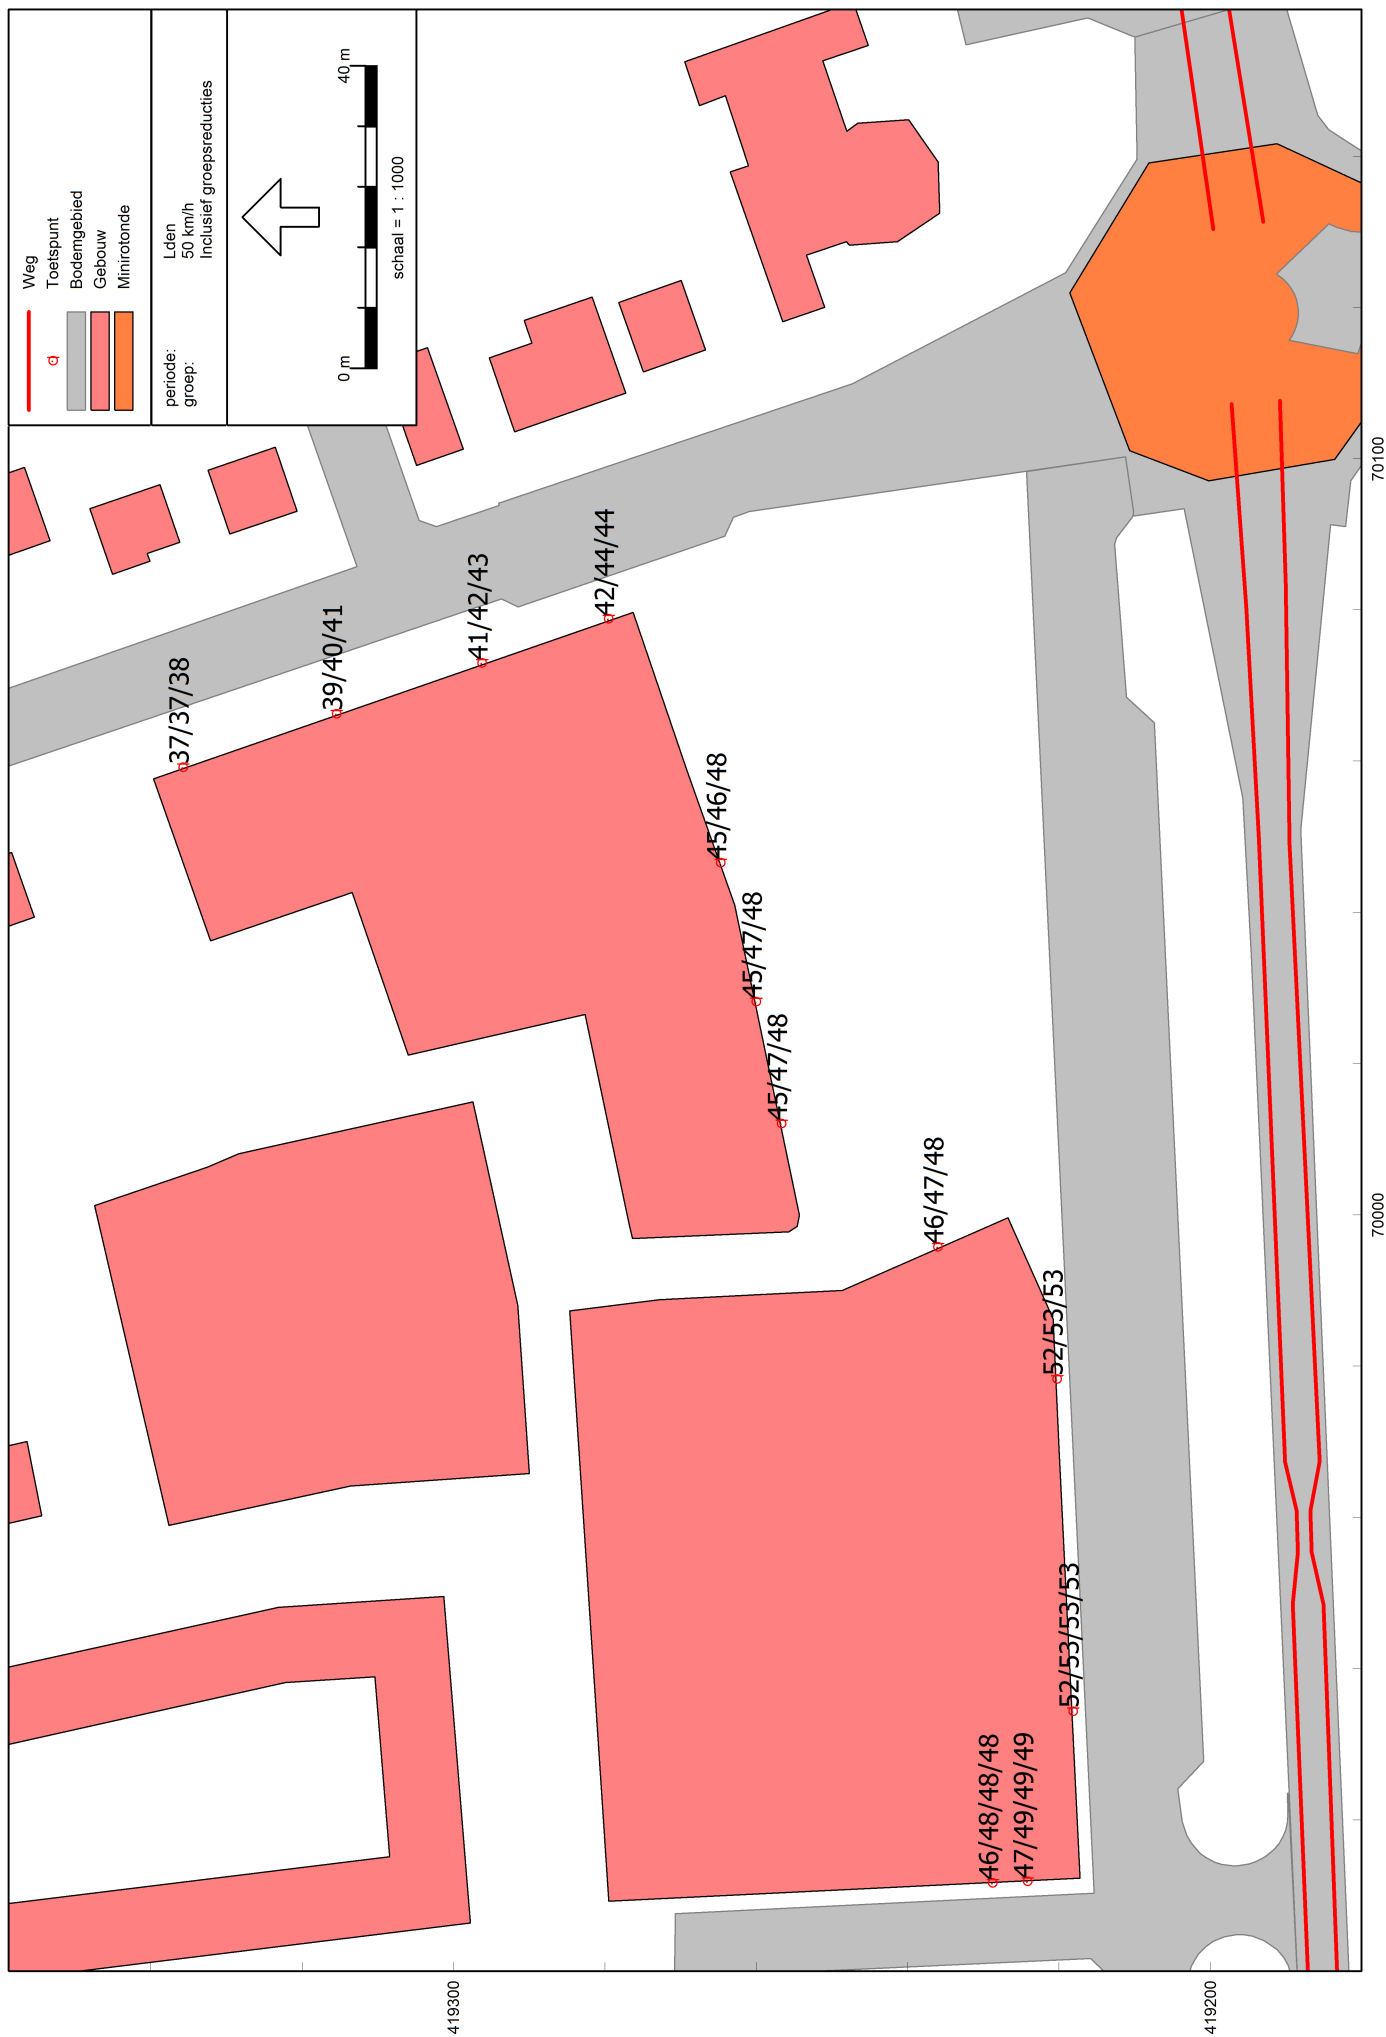 Weg
Toetspunt
Bodemgebied
Gebouw
Minirotonde
periode: Lden
groep: 50 km/h
Inclusief groepsreducties
0 m 40 m
schaal = 1 : 1000
37/37/38
39/40/41
41/42/43
42/44/44
45/46/48
45/47/48
45/47/48
46/47/48
52/53/53
52/53/53/53
46/48/48/48
47/49/49/49
70100
70000
419300
419200